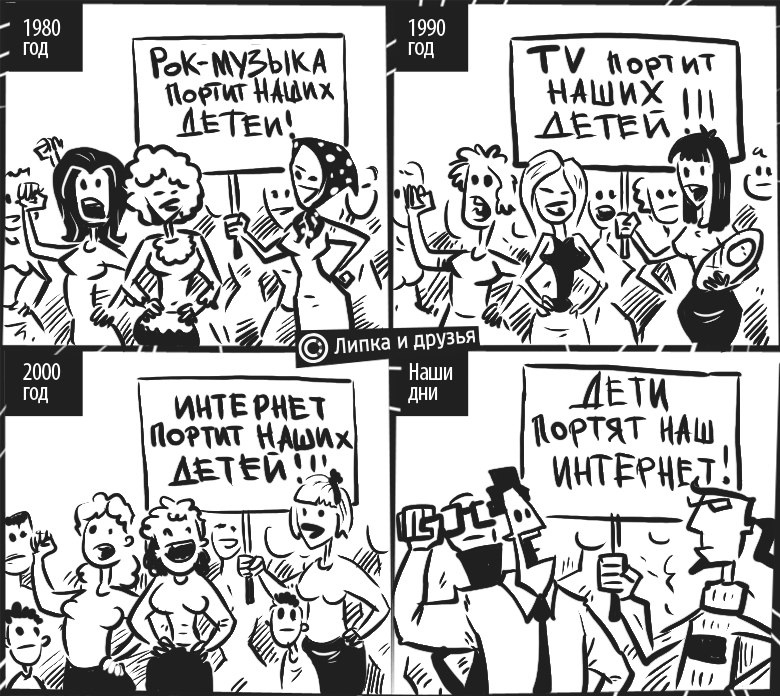 1980
год
РОК-МУЗЫКА
ПОРТИТ НАШИХ
ДЕТЕЙ!
1990
год
TV ПОРТИТ
НАШИХ
ДЕТЕЙ!!!
Липка и друзья
2000
год
ИНТЕРНЕТ
ПОРТИТ НАШИХ
ДЕТЕЙ!!!
Наши
дни
ДЕТИ
ПОРТЯТ НАШ
ИНТЕРНЕТ!